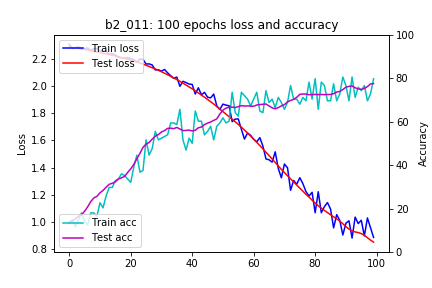 b2_011: 100 epochs loss and accuracy
Train loss
Test loss
Train acc
Test acc
Loss
2.2
2.0
1.8
1.6
1.4
1.2
1.0
0.8
Accuracy
100
80
60
40
20
0
0 20 40 60 80 100